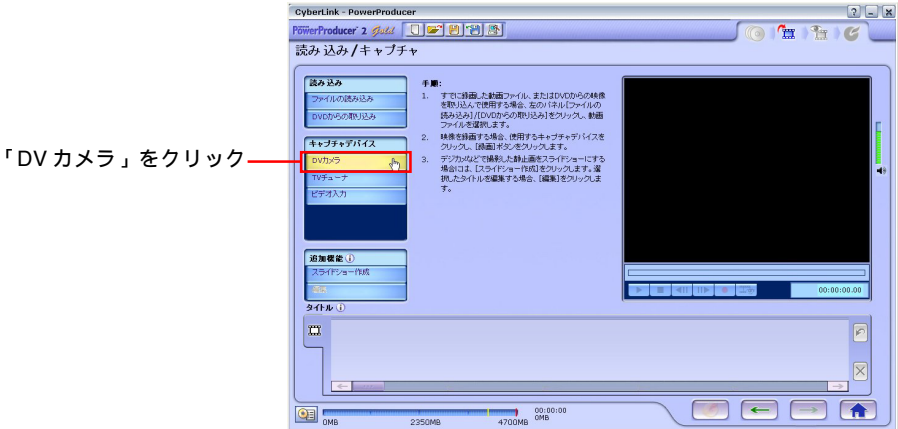 CyberLink - PowerProducer
PowerProducer 2 Gold
読み込み/キャプチャ
読み込み
ファイルの読み込み
DVDからの取り込み
キャプチャデバイス
DVカメラ
TVチューナ
ビデオ入力
追加機能
スライドショー作成
手順:
1. すでに録画した動画ファイル、またはDVDからの映像
を取り込んで使用する場合、左のパネル[ファイルの
読み込み]/[DVDからの取り込み]をクリックし、動画
ファイルを選択します。
2. 映像を録画する場合、使用するキャプチャデバイスを
クリックし、[録画]ボタンをクリックします。
3. デジカメなどで撮影した静止画をスライドショーにする
場合には、[スライドショー作成]をクリックします。選
択したタイトルを編集する場合、[編集]をクリックしま
す。
「DV カメラ」をクリック
00:00:00.00
タイトル
0MB
2350MB
4700MB
00:00:00
0MB